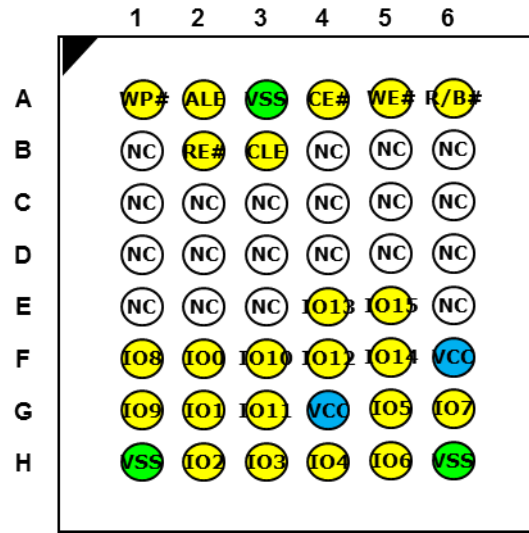 1 2 3 4 5 6
A WP# ALE VSS CE# WE# R/B#
B NC RE# CLE NC NC NC
C NC NC NC NC NC NC
D NC NC NC NC NC NC
E NC NC NC IO13 IO15 NC
F IO8 IO0 IO10 IO12 IO14 VCC
G IO9 IO1 IO11 VCC IO5 IO7
H VSS IO2 IO3 IO4 IO6 VSS